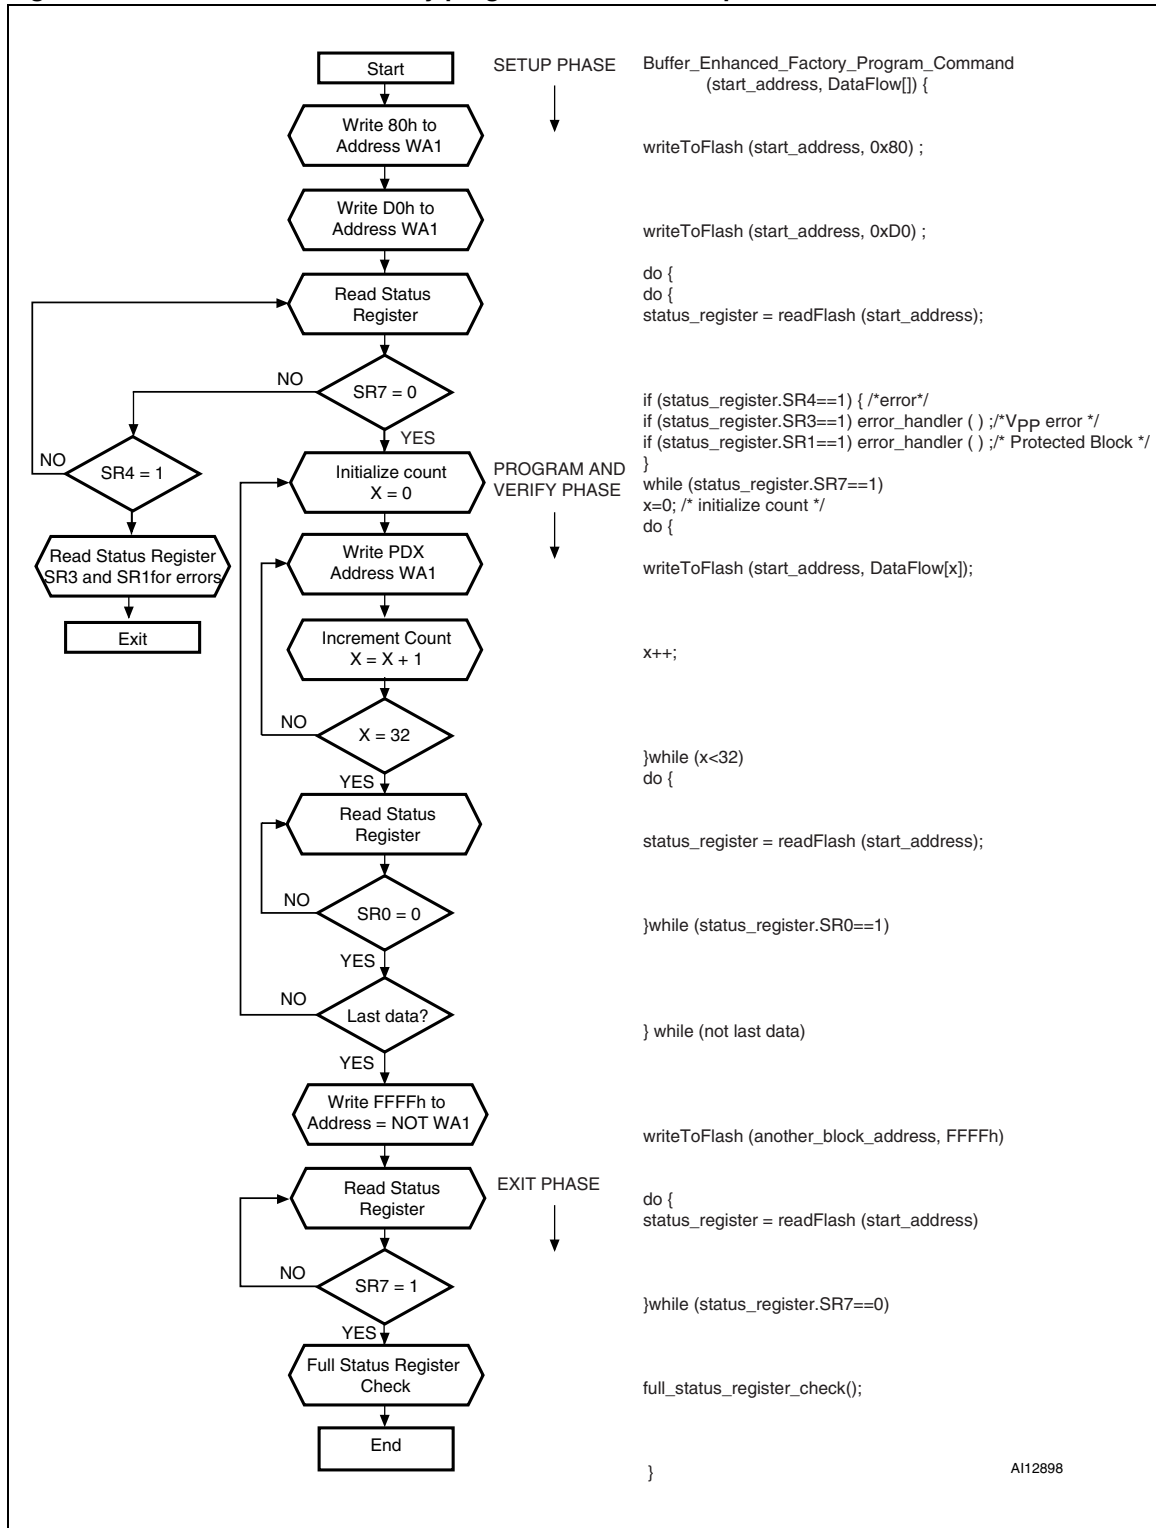 Start
SETUP PHASE
Buffer_Enhanced_Factory_Program_Command
(start_address, DataFlow[]) {
Write 80h to
Address WA1
writeToFlash (start_address, 0x80) ;
Write D0h to
Address WA1
writeToFlash (start_address, 0xD0) ;
do {
do {
Read Status
Register
status_register = readFlash (start_address);
NO
SR7 = 0
YES
if (status_register.SR4==1) { /*error*/
if (status_register.SR3==1) error_handler ( ) ;/*VPP error */
if (status_register.SR1==1) error_handler ( ) ;/* Protected Block */
}
NO
SR4 = 1
Initialize count
X = 0
PROGRAM AND
VERIFY PHASE
while (status_register.SR7==1)
x=0; /* initialize count */
do {
Read Status Register
SR3 and SR1for errors
Exit
Write PDX
Address WA1
writeToFlash (start_address, DataFlow[x]);
Increment Count
X = X + 1
x++;
NO
X = 32
YES
}while (x<32)
do {
Read Status
Register
status_register = readFlash (start_address);
NO
SR0 = 0
YES
}while (status_register.SR0==1)
NO
Last data?
YES
} while (not last data)
Write FFFFh to
Address = NOT WA1
writeToFlash (another_block_address, FFFFh)
Read Status
Register
EXIT PHASE
do {
status_register = readFlash (start_address)
NO
SR7 = 1
YES
}while (status_register.SR7==0)
Full Status Register
Check
full_status_register_check();
End
}
AI12898